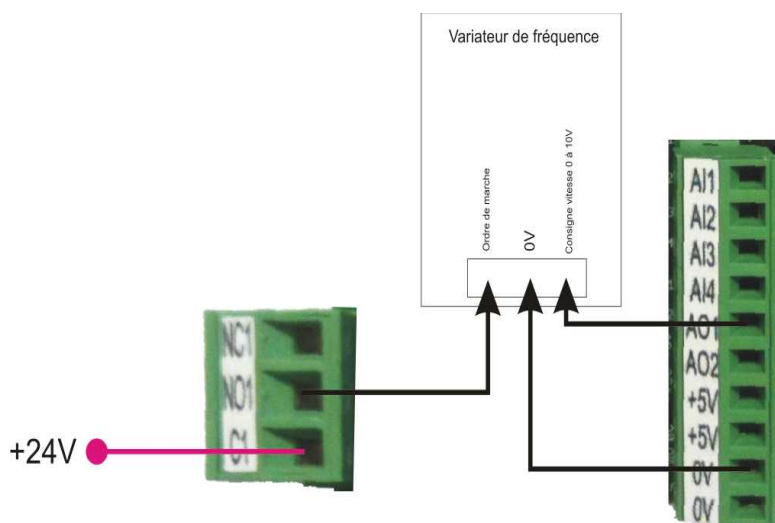 Variateur de fréquence
Ordre de marche
0V
Consigne vitesse 0 à 10V
AI1
AI2
AI3
AI4
AO1
AO2
+5V
+5V
0V
0V
NC1
NO1
C1
+24V